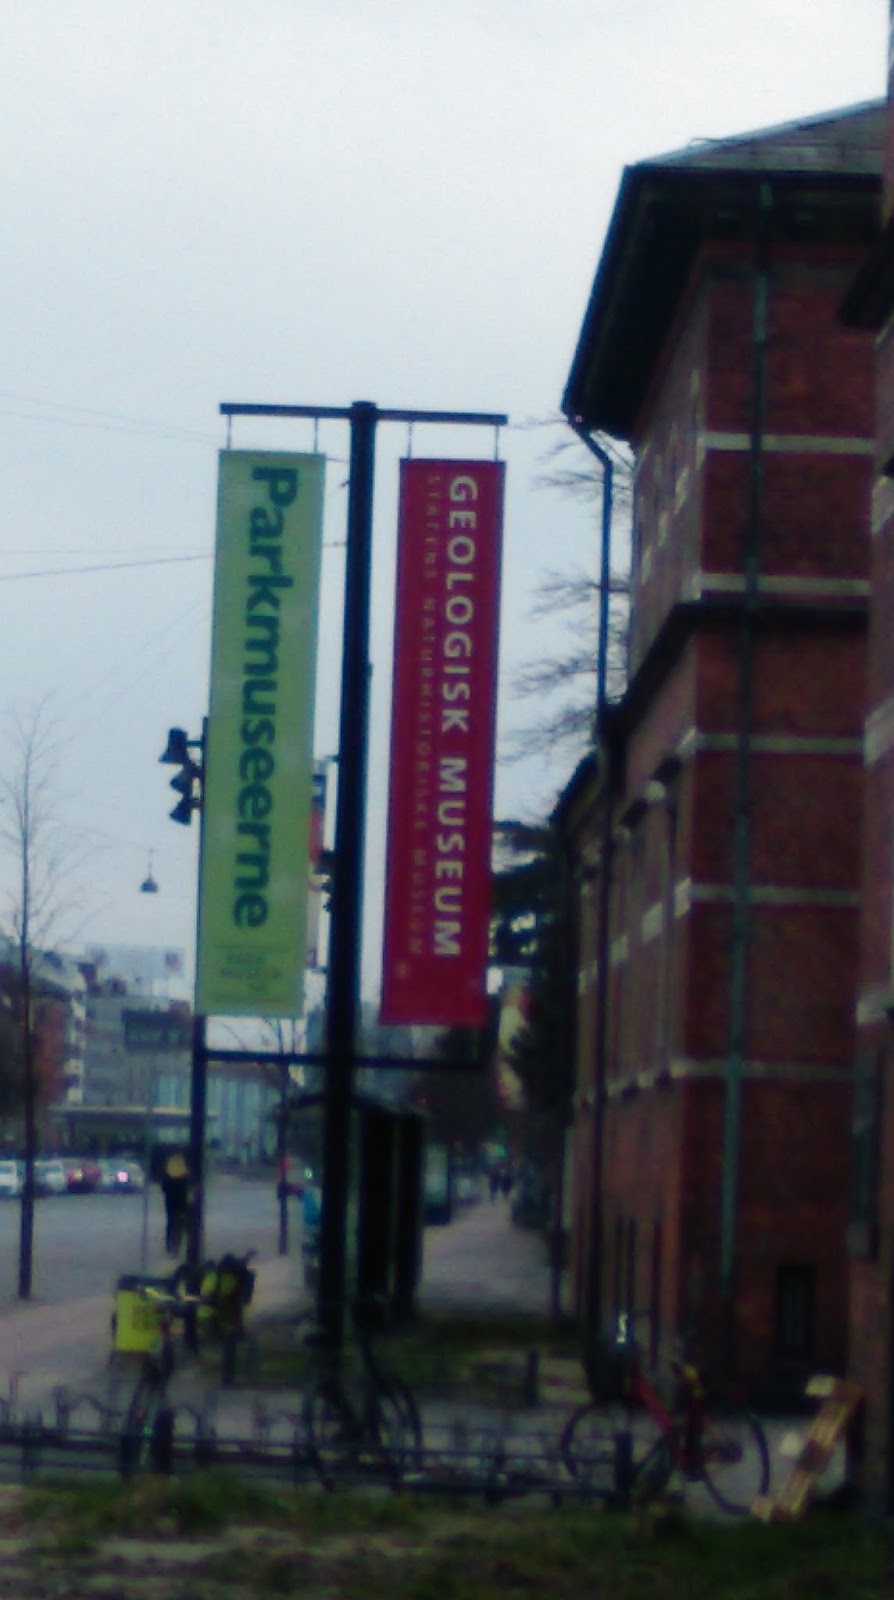 Parkmuseerne
GEOLOGISK MUSEUM
STATENS NATURHISTORISKE MUSEUM